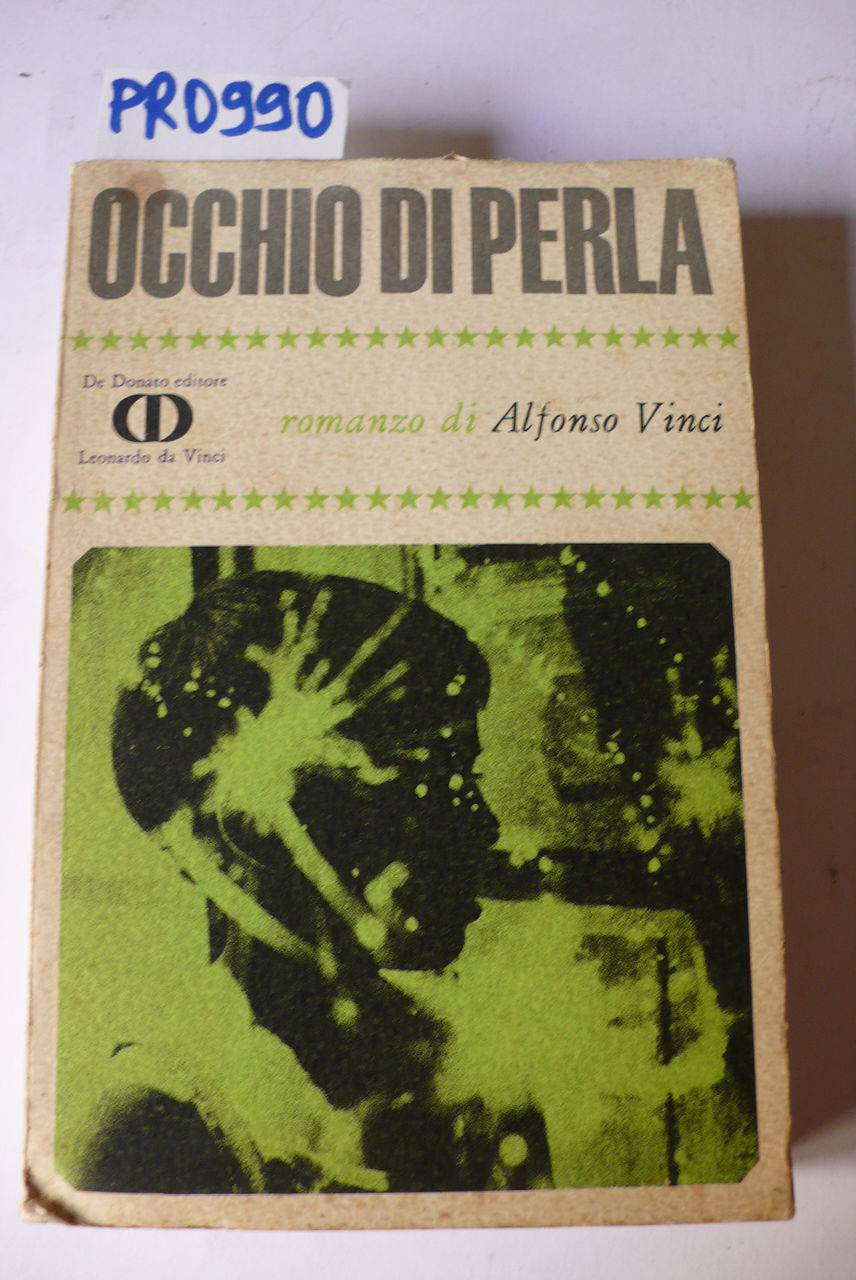 PR0990
OCCHIO DI PERLA
De Donato editore
Leonardo da Vinci
romanzo di Alfonso Vinci